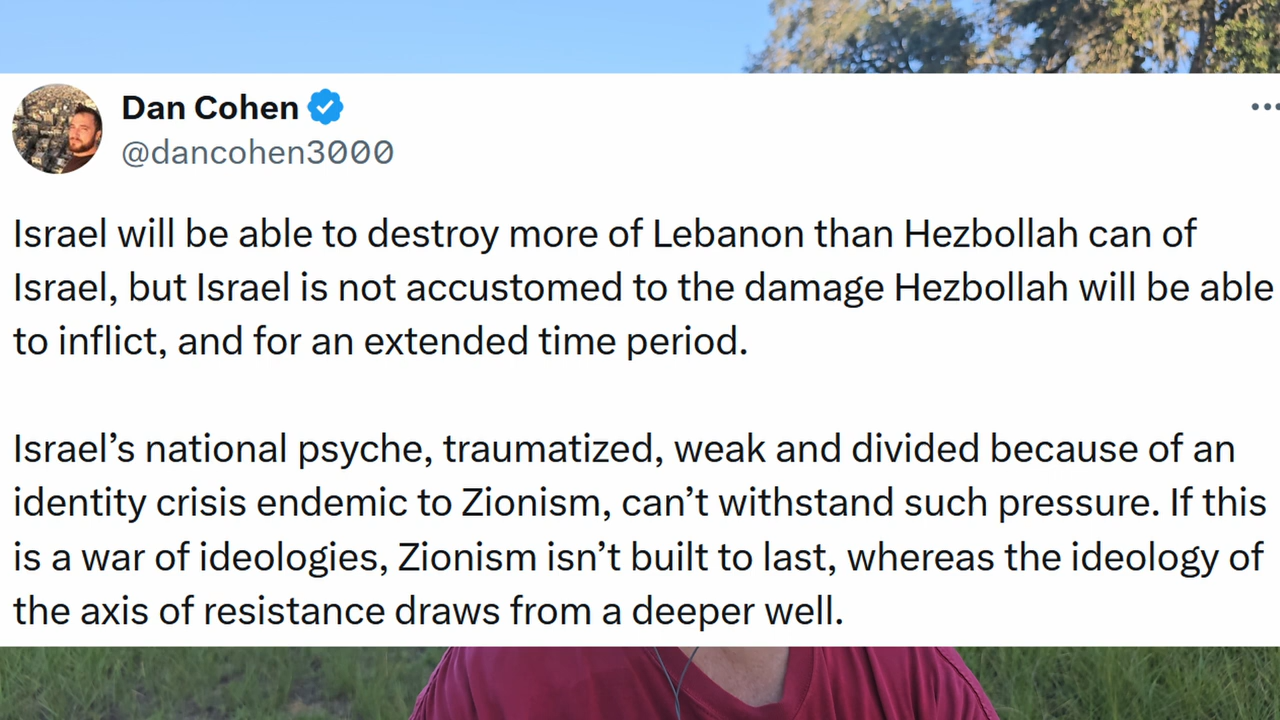 Dan Cohen
@dancohen3000
Israel will be able to destroy more of Lebanon than Hezbollah can of
Israel, but Israel is not accustomed to the damage Hezbollah will be able
to inflict, and for an extended time period.
Israel’s national psyche, traumatized, weak and divided because of an
identity crisis endemic to Zionism, can’t withstand such pressure. If this
is a war of ideologies, Zionism isn’t built to last, whereas the ideology of
the axis of resistance draws from a deeper well.